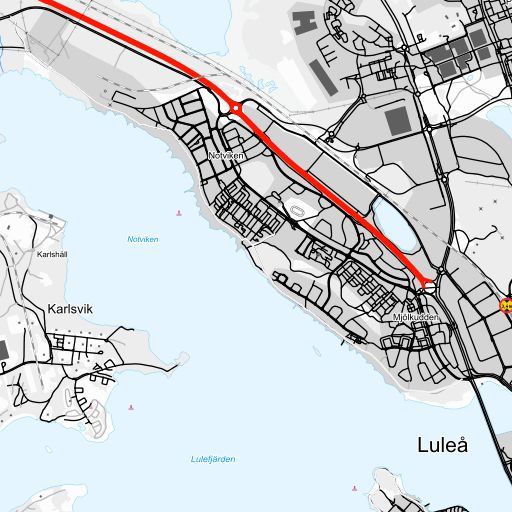 Notviken
Notviken
Karlshäll
Karlsvik
Mjölkudden
Luleå
Lulefjärden